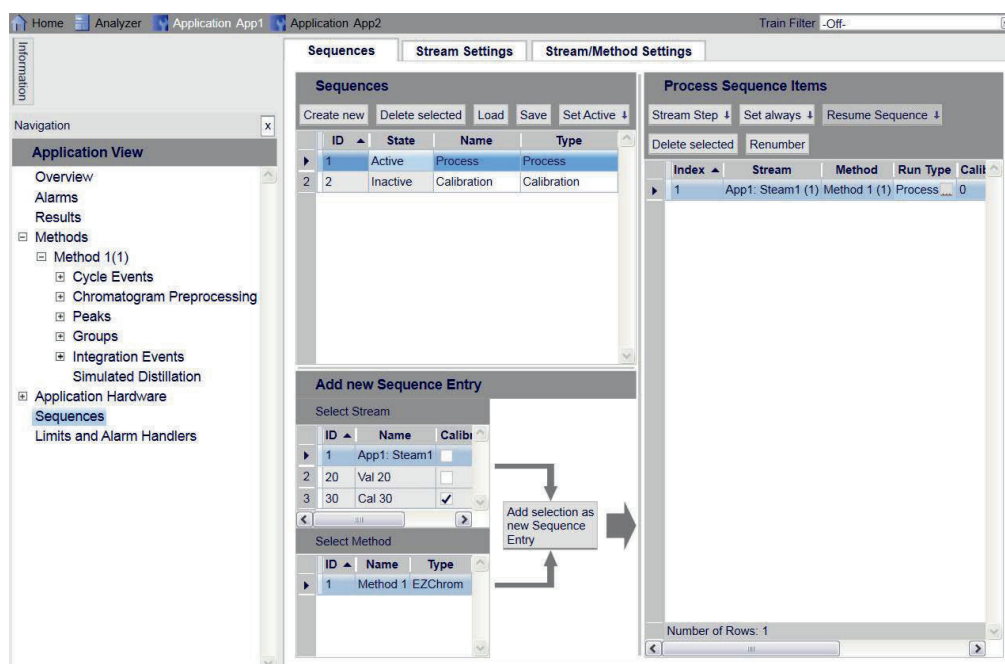 Home Analyzer Application App1 Application App2 Train Filter -Off-
Information
Navigation x
Application View
Overview
Alarms
Results
Methods
Method 1(1)
Cycle Events
Chromatogram Preprocessing
Peaks
Groups
Integration Events
Simulated Distillation
Application Hardware
Sequences
Limits and Alarm Handlers
Sequences Stream Settings Stream/Method Settings
Sequences
Create new Delete selected Load Save Set Active
ID State Name Type
1 Active Process Process
2 2 Inactive Calibration Calibration
Add new Sequence Entry
Select Stream
ID Name Calibr
1 App1: Steam1
2 20 Val 20
3 30 Cal 30
Select Method
ID Name Type
1 Method 1 EZChrom
Add selection as
new Sequence
Entry
Process Sequence Items
Stream Step Set always Resume Sequence
Delete selected Renumber
Index Stream Method Run Type Calib
1 App1: Steam1 (1) Method 1 (1) Process ... 0
Number of Rows: 1